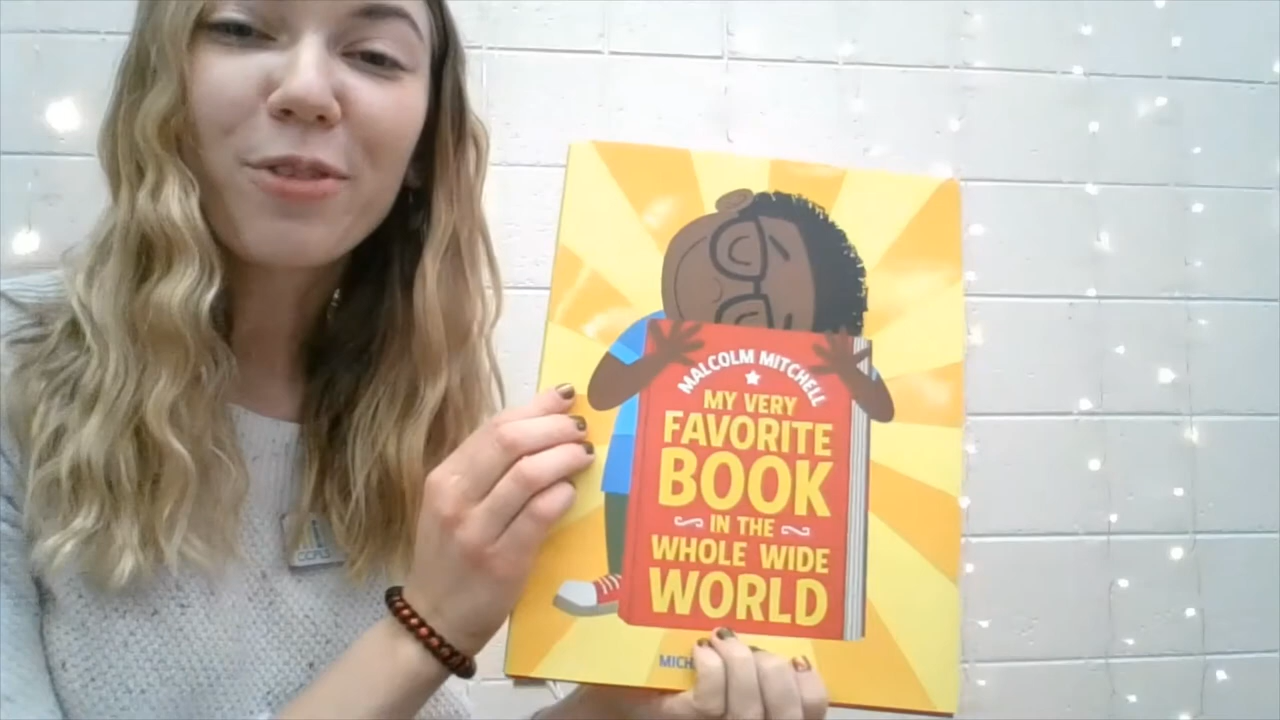 MALCOLM MITCHELL
MY VERY
FAVORITE
BOOK
IN THE
WHOLE WIDE
WORLD